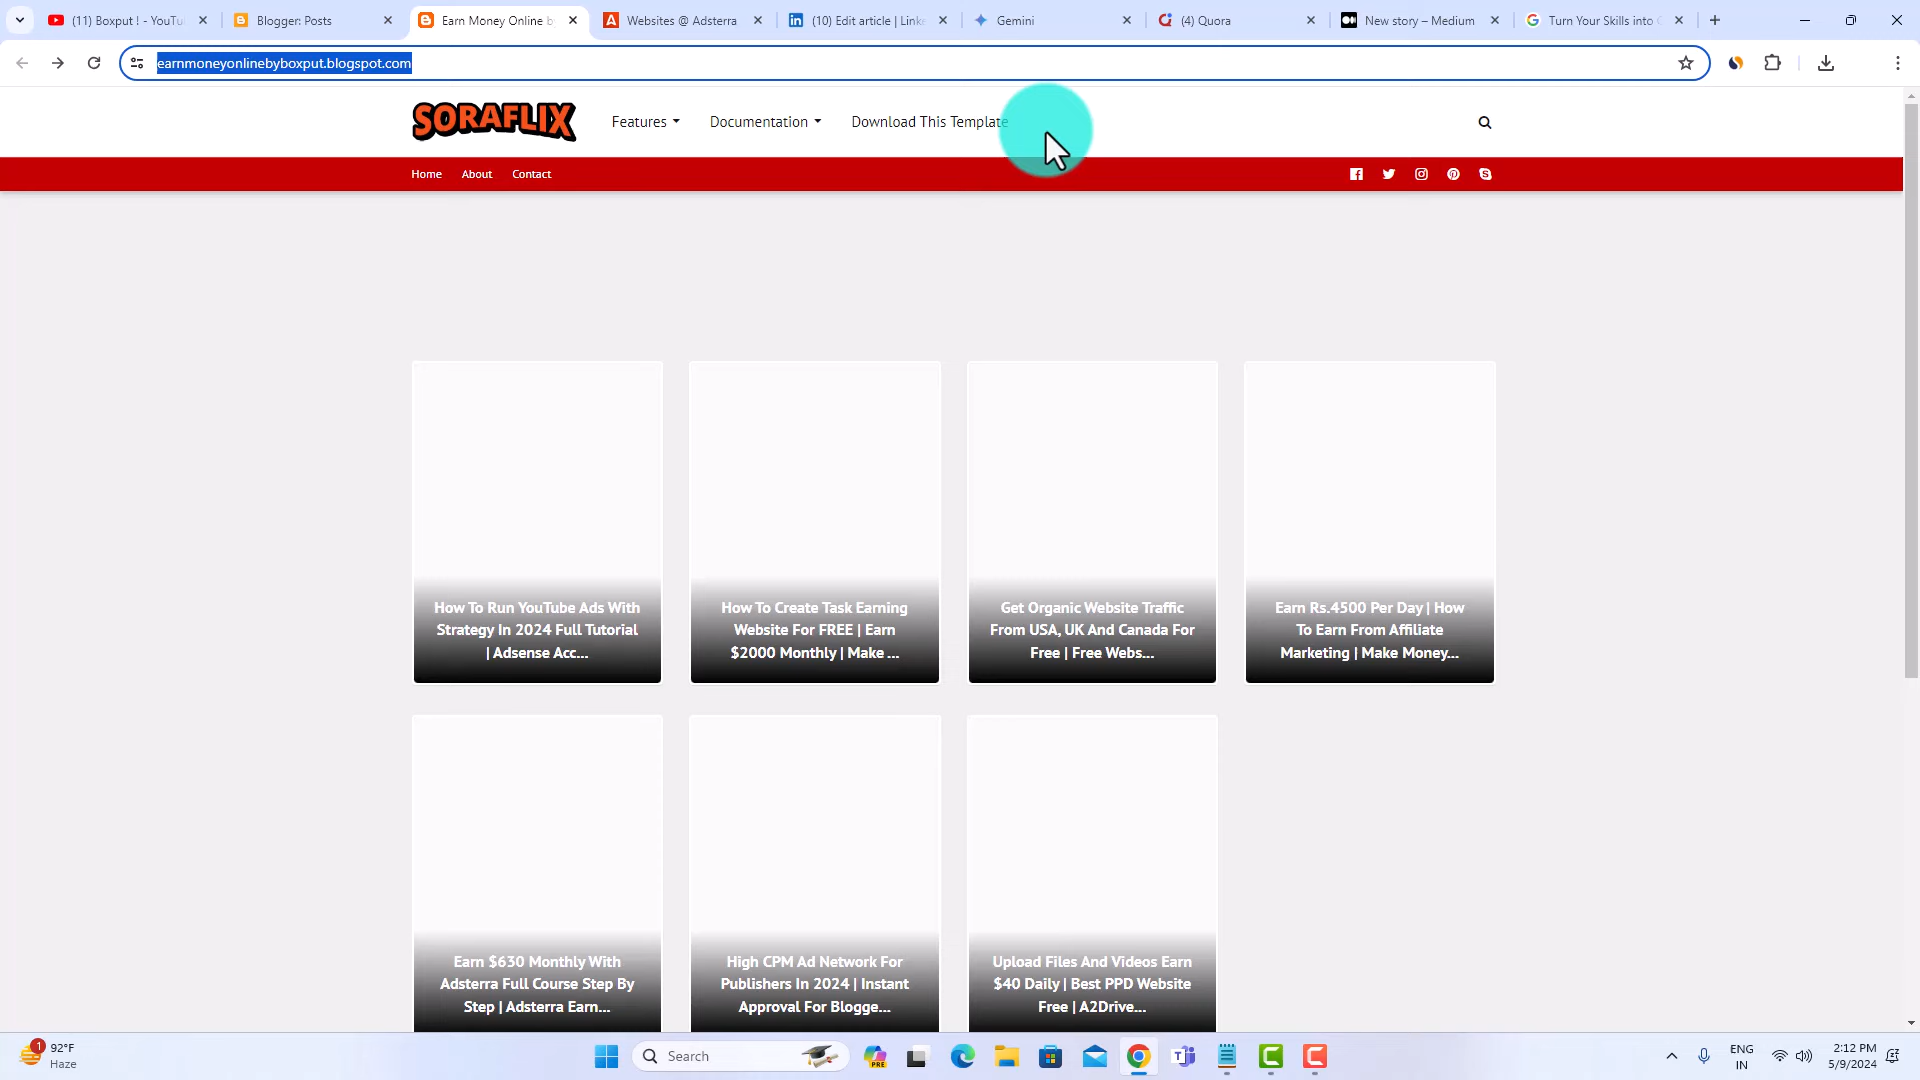 (11) Boxput ! - YouTu
Blogger: Posts
Earn Money Online b
Websites @ Adsterra
(10) Edit article | Linke
Gemini
(4) Quora
New story – Medium
Turn Your Skills into
earnmoneyonlinebyboxput.blogspot.com
SORAFLIX
Features
Documentation
Download This Template
Home
About
Contact
How To Run YouTube Ads With
Strategy In 2024 Full Tutorial
| Adsense Acc...
How To Create Task Earning
Website For FREE | Earn
$2000 Monthly | Make ...
Get Organic Website Traffic
From USA, UK And Canada For
Free | Free Webs...
Earn Rs.4500 Per Day | How
To Earn From Affiliate
Marketing | Make Money...
Earn $630 Monthly With
Adsterra Full Course Step By
Step | Adsterra Earn...
High CPM Ad Network For
Publishers In 2024 | Instant
Approval For Blogge...
Upload Files And Videos Earn
$40 Daily | Best PPD Website
Free | A2Drive...
1
92°F
Haze
Search
PRE
ENG
IN
2:12 PM
5/9/2024